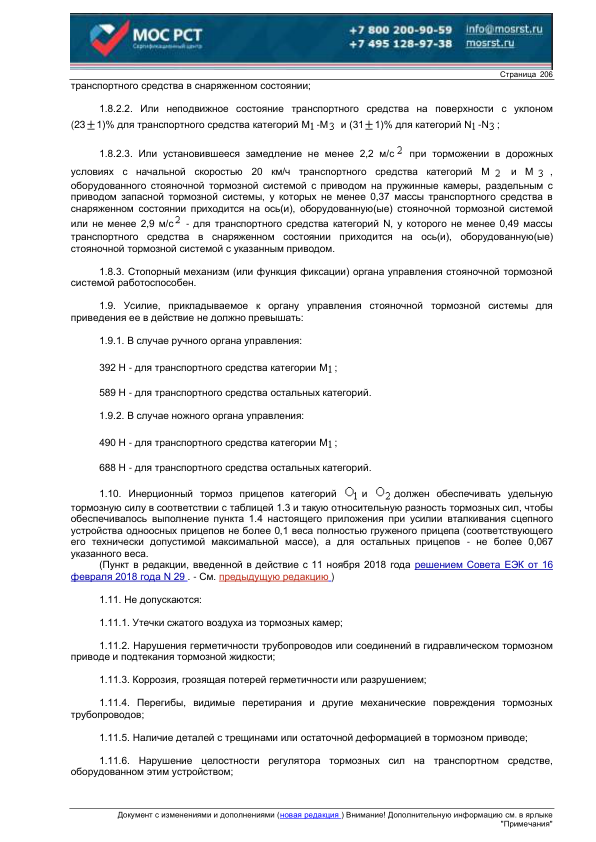 МОС РСТ
Сертификационный центр
+7 800 200-90-59 info@mosrst.ru
+7 495 128-97-38 mosrst.ru
Страница 206
транспортного средства в снаряженном состоянии;
1.8.2.2. Или неподвижное состояние транспортного средства на поверхности с уклоном
(23±1)% для транспортного средства категорий M1-M3 и (31±1)% для категорий N1-N3;
1.8.2.3. Или установившееся замедление не менее 2,2 м/с2 при торможении в дорожных
условиях с начальной скоростью 20 км/ч транспортного средства категорий M 2 и M 3 ,
оборудованного стояночной тормозной системой с приводом на пружинные камеры, раздельным с
приводом запасной тормозной системы, у которых не менее 0,37 массы транспортного средства в
снаряженном состоянии приходится на ось(и), оборудованную(ые) стояночной тормозной системой
или не менее 2,9 м/с2 - для транспортного средства категории N, у которого не менее 0,49 массы
транспортного средства в снаряженном состоянии приходится на ось(и), оборудованную(ые)
стояночной тормозной системой с указанным приводом.
1.8.3. Стопорный механизм (или функция фиксации) органа управления стояночной тормозной
системой работоспособен.
1.9. Усилие, прикладываемое к органу управления стояночной тормозной системы для
приведения ее в действие не должно превышать:
1.9.1. В случае ручного органа управления:
392 Н - для транспортного средства категории M1;
589 Н - для транспортного средства остальных категорий.
1.9.2. В случае ножного органа управления:
490 Н - для транспортного средства категории M1;
688 Н - для транспортного средства остальных категорий.
1.10. Инерционный тормоз прицепов категорий O1 и O2 должен обеспечивать удельную
тормозную силу в соответствии с таблицей 1.3 и такую относительную разность тормозных сил, чтобы
обеспечивалось выполнение пункта 1.4 настоящего приложения при усилии вталкивания сцепного
устройства одноосных прицепов не более 0,1 веса полностью груженого прицепа (соответствующего
его технически допустимой максимальной массе), а для остальных прицепов - не более 0,067
указанного веса.
(Пункт в редакции, введенной в действие с 11 ноября 2018 года решением Совета ЕЭК от 16
февраля 2018 года N 29 . - См. предыдущую редакцию )
1.11. Не допускаются:
1.11.1. Утечки сжатого воздуха из тормозных камер;
1.11.2. Нарушения герметичности трубопроводов или соединений в гидравлическом тормозном
приводе и подтекания тормозной жидкости;
1.11.3. Коррозия, грозящая потерей герметичности или разрушением;
1.11.4. Перегибы, видимые перетирания и другие механические повреждения тормозных
трубопроводов;
1.11.5. Наличие деталей с трещинами или остаточной деформацией в тормозном приводе;
1.11.6. Нарушение целостности регулятора тормозных сил на транспортном средстве,
оборудованном этим устройством;
Документ с изменениями и дополнениями (новая редакция ) Внимание! Дополнительную информацию см. в ярлыке
"Примечания"